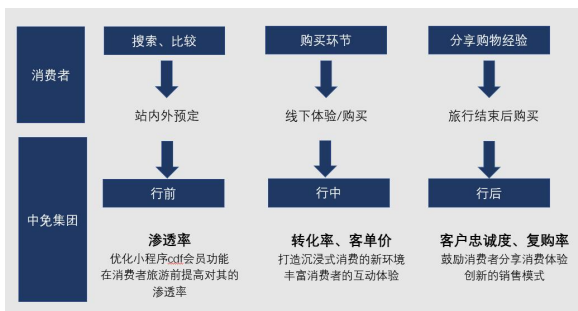 消费者
搜索、比较
购买环节
分享购物经验
站内外预定
线下体验/购买
旅行结束后购买
中免集团
行前
行中
行后
渗透率
优化小程序cdf会员功能
在消费者旅游前提高对其的
渗透率
转化率、客单价
打造沉浸式消费的新环境
丰富消费者的互动体验
客户忠诚度、复购率
鼓励消费者分享消费体验
创新的销售模式